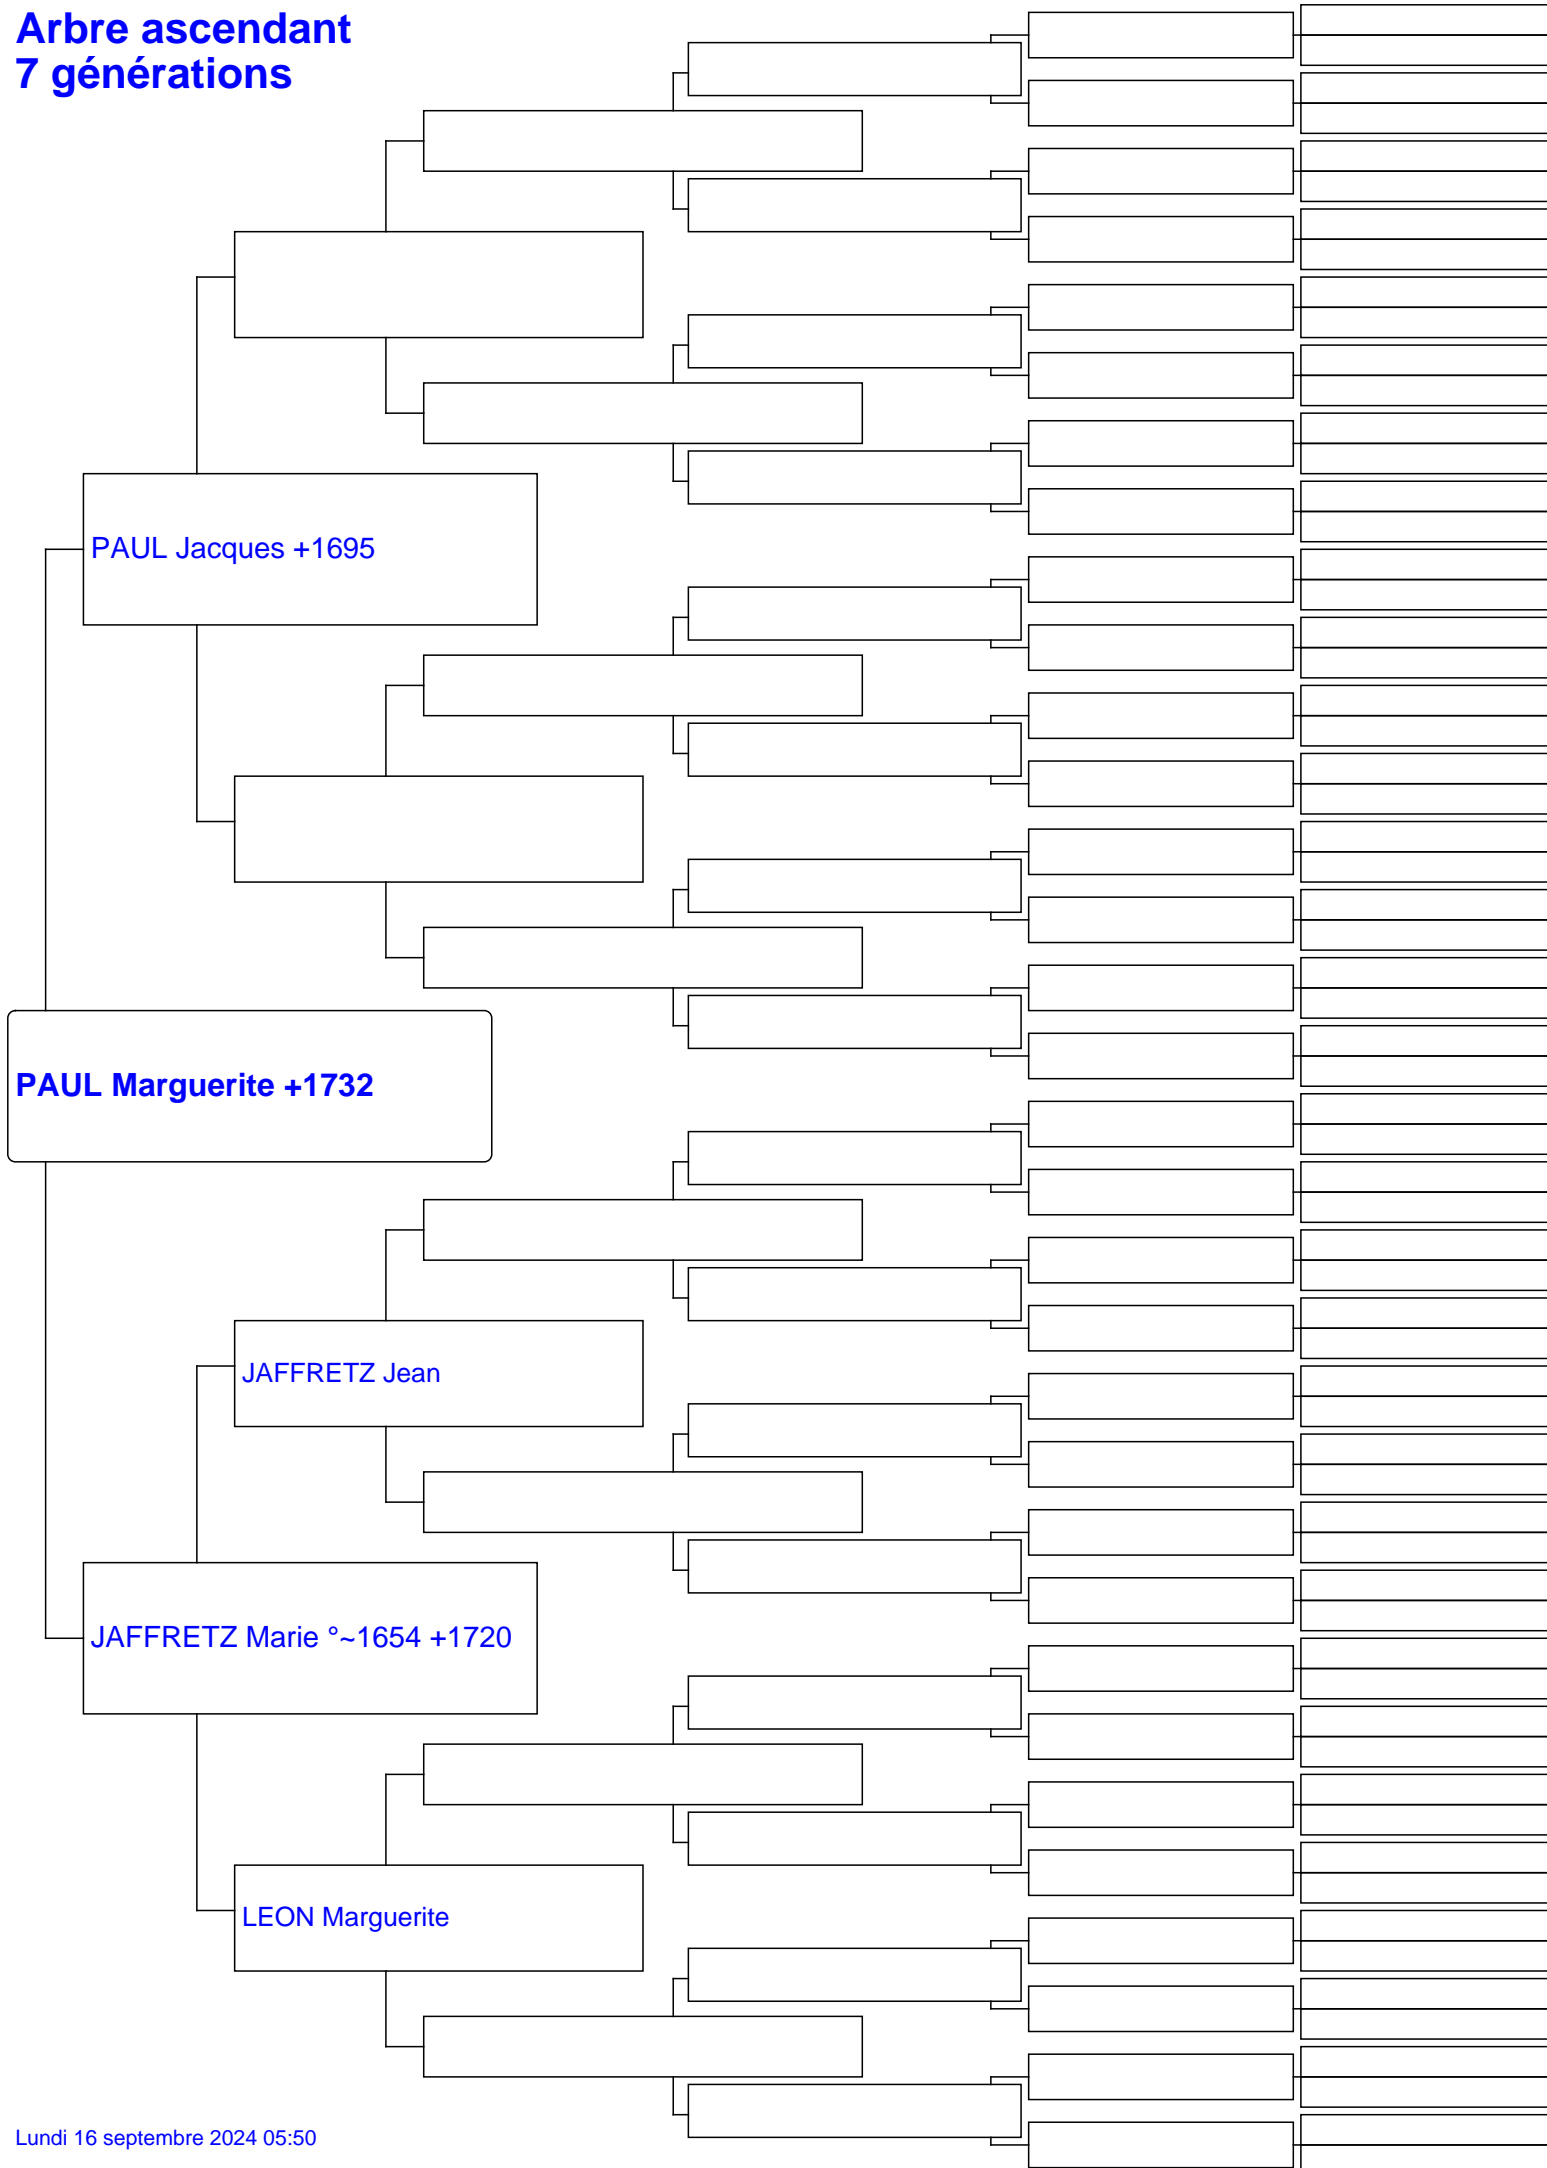 Arbre ascendant
7 générations
PAUL Jacques +1695
PAUL Marguerite +1732
JAFFRETZ Jean
JAFFRETZ Marie °~1654 +1720
LEON Marguerite
Lundi 16 septembre 2024 05:50